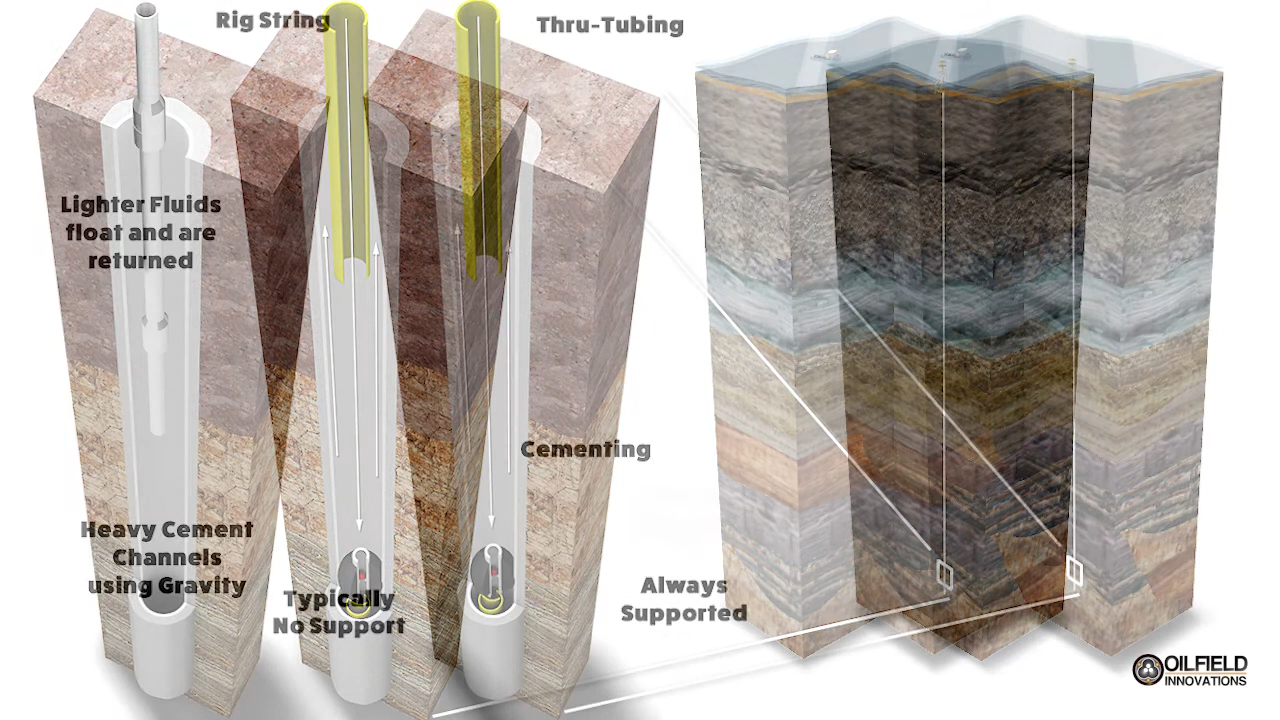 Rig String
Thru-Tubing
Lighter Fluids
float and are
returned
Cementing
Heavy Cement
Channels
using Gravity
Typically
No Support
Always
Supported
OILFIELD
INNOVATIONS